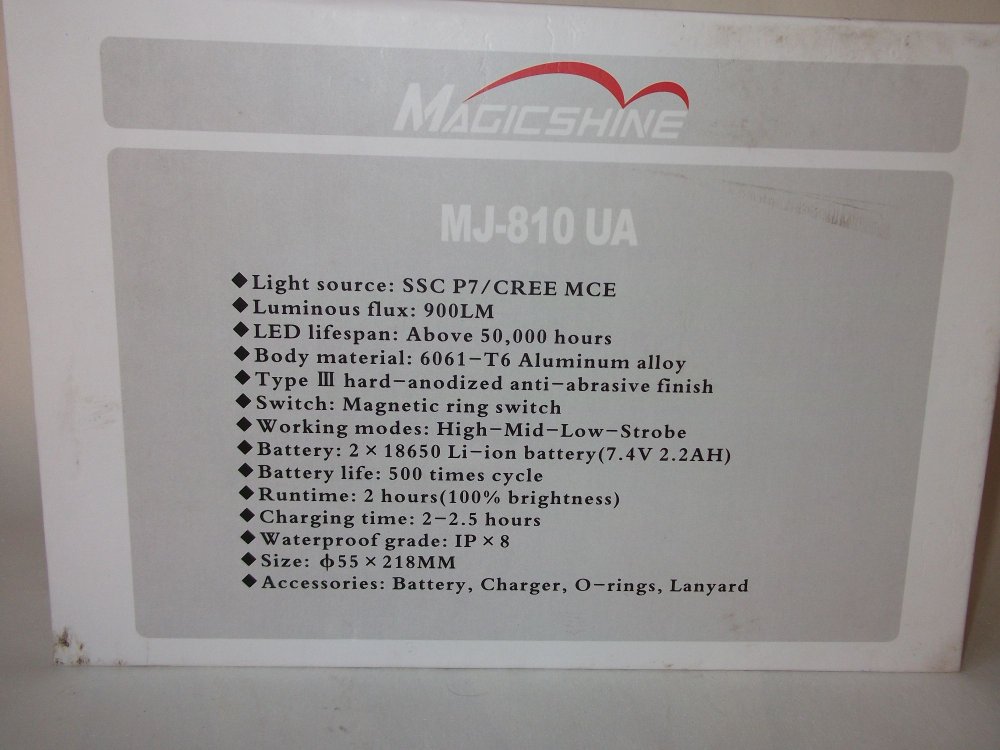 MAGICSHINE
MJ-810 UA
◆Light source: SSC P7/CREE MCE
◆Luminous flux: 900LM
◆LED lifespan: Above 50,000 hours
◆Body material: 6061-T6 Aluminum alloy
◆Type Ⅲ hard-anodized anti-abrasive finish
◆Switch: Magnetic ring switch
◆Working modes: High-Mid-Low-Strobe
◆Battery: 2×18650 Li-ion battery(7.4V 2.2AH)
◆Battery life: 500 times cycle
◆Runtime: 2 hours(100% brightness)
◆Charging time: 2-2.5 hours
◆Waterproof grade: IP×8
◆Size: ϕ55×218MM
◆Accessories: Battery, Charger, O-rings, Lanyard